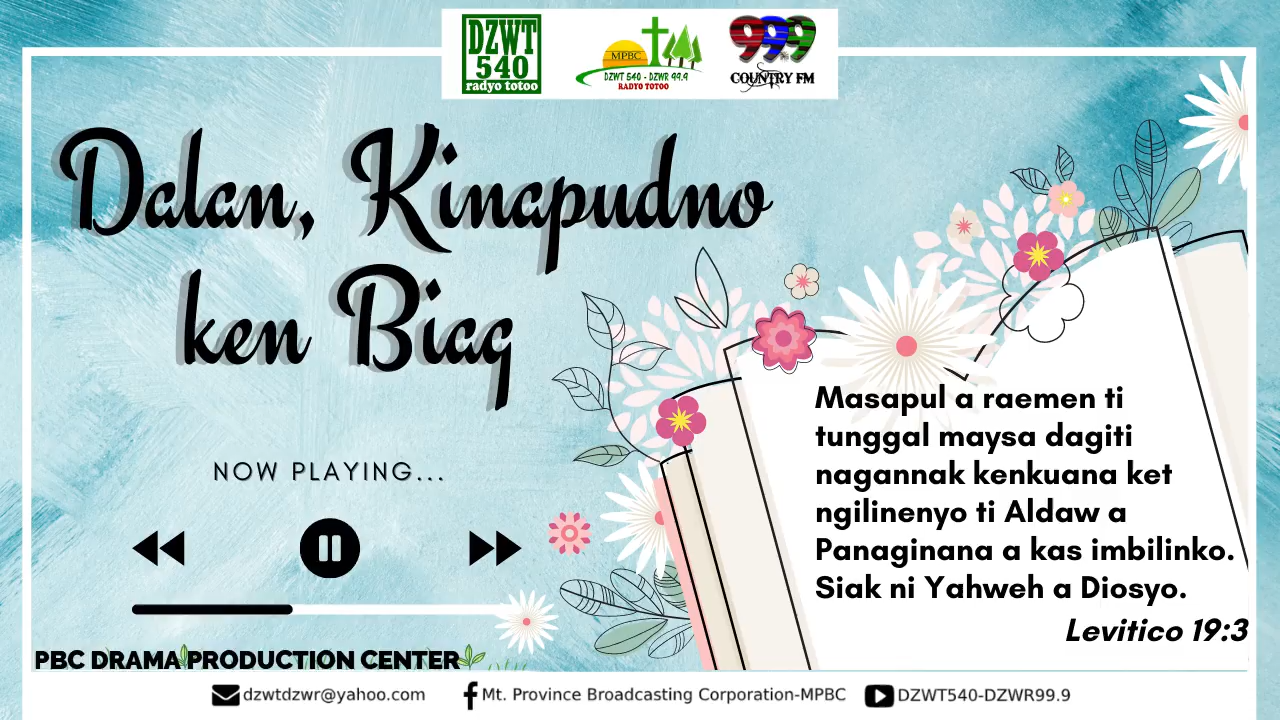 DZWT
540
radyo totoo
MPBC
DZWT 540 - DZWR 99.9
RADYO TOTOO
99.9
COUNTRY FM
Dalan, Kinapudno
ken Biag
NOW PLAYING...
Masapul a raemen ti
tunggal maysa dagiti
nagannak kenkuana ket
ngilinenyo ti Aldaw a
Panaginana a kas imbilinko.
Siak ni Yahweh a Diosyo.
Levitico 19:3
PBC DRAMA PRODUCTION CENTER
dzwtdzwr@yahoo.com
Mt. Province Broadcasting Corporation-MPBC
DZWT540-DZWR99.9